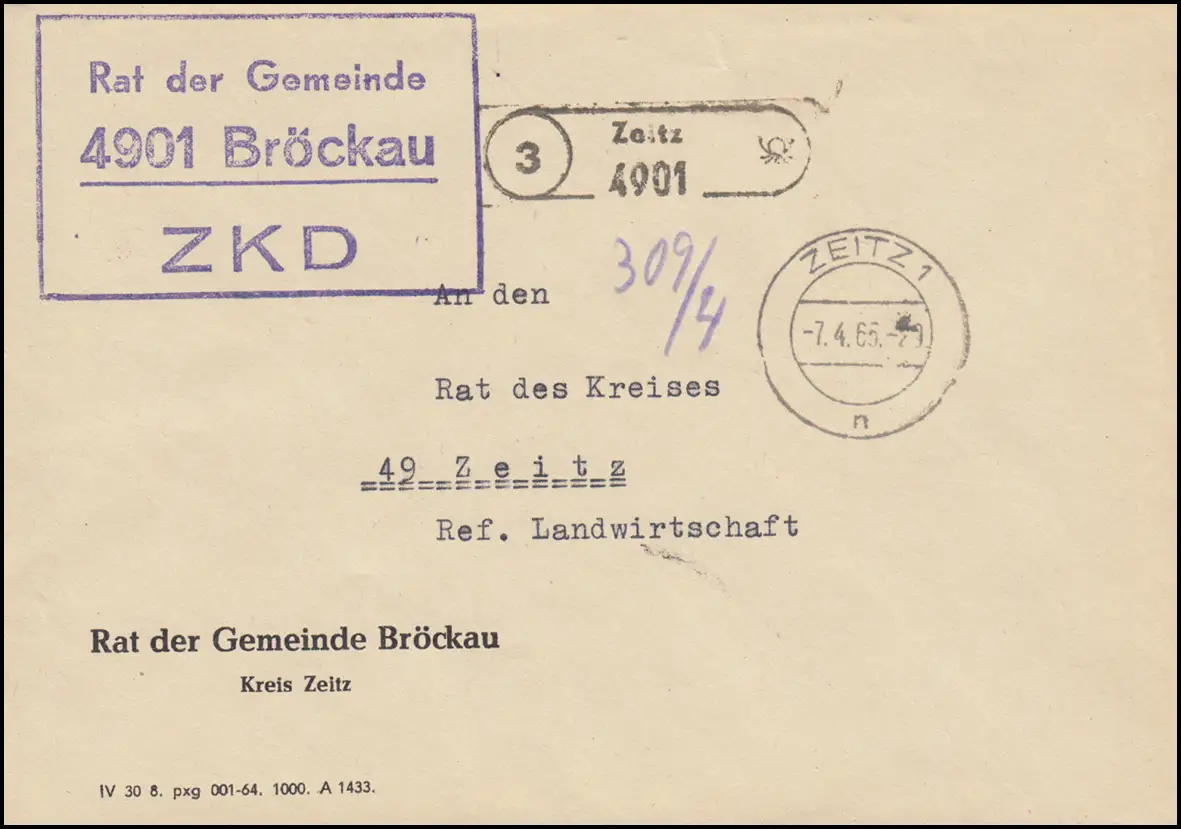 Rat der Gemeinde
4901 Bröckau
ZKD
3
Zeitz
4901
309/4
ZEITZ 1
-7.4.65.
n
An den
Rat des Kreises
49 Zeitz
Ref. Landwirtschaft
Rat der Gemeinde Bröckau
Kreis Zeitz
IV 30 8. pxg 001-64. 1000. A 1433.